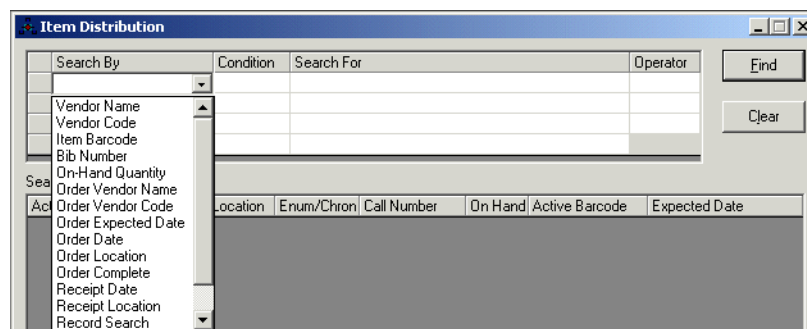 Item Distribution
Search By Condition Search For Operator
Find
Clear
Vendor Name
Vendor Code
Item Barcode
Bib Number
On-Hand Quantity
Order Vendor Name
Order Vendor Code
Order Expected Date
Order Date
Order Location
Order Complete
Receipt Date
Receipt Location
Record Search
Sea
Act Location Enum/Chron Call Number On Hand Active Barcode Expected Date